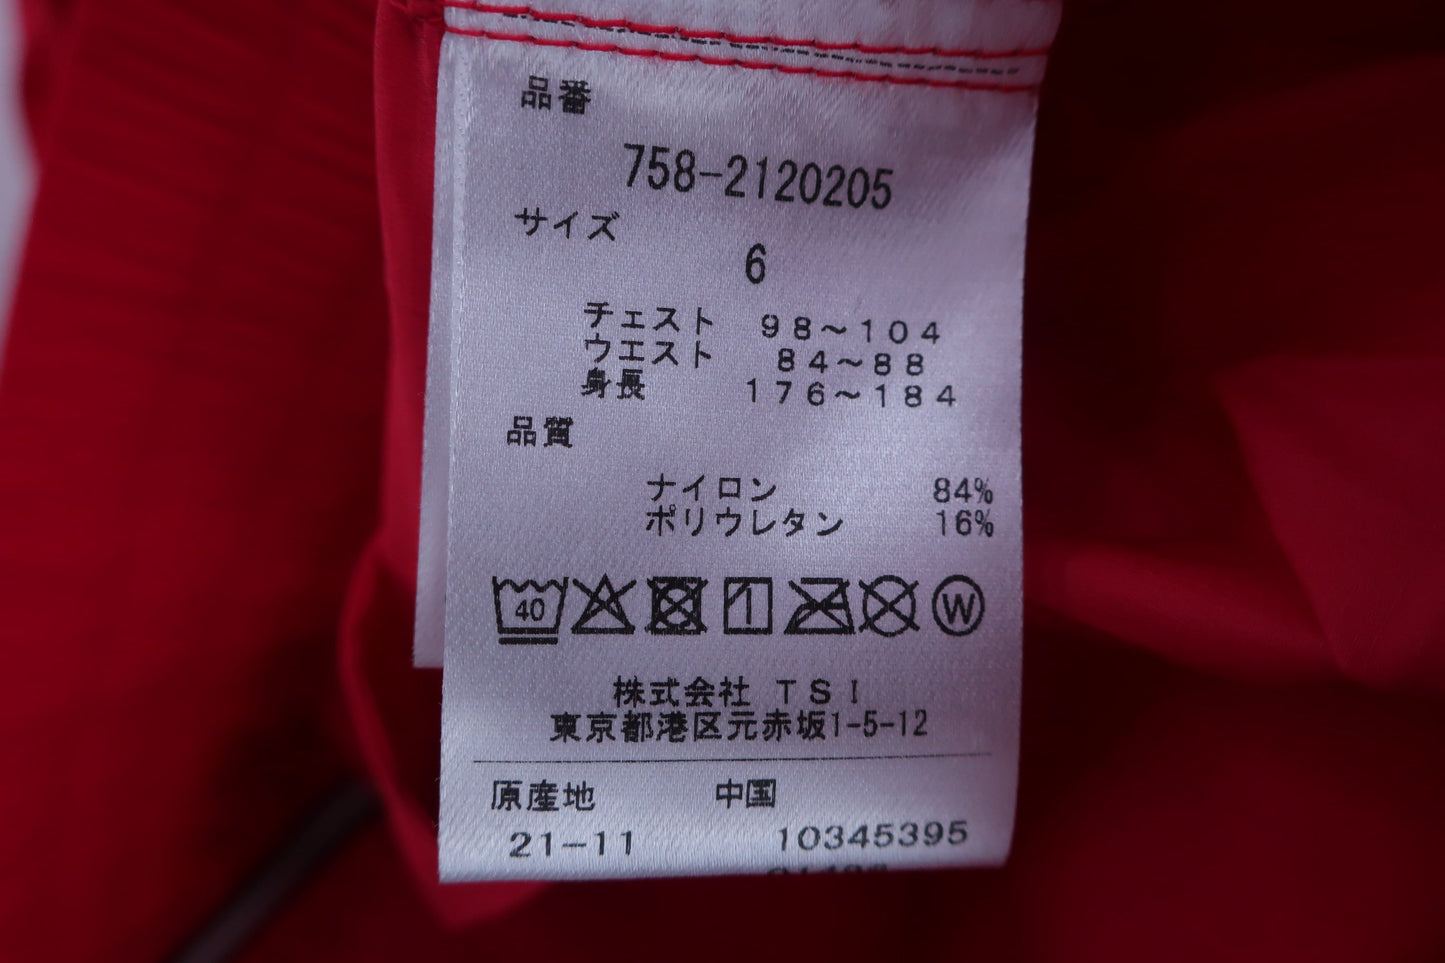 品番
758-2120205
サイズ
6
チェスト 98～104
ウエスト 84～88
身長 176～184
品質
ナイロン 84%
ポリウレタン 16%
40 W
株式会社 TSI
東京都港区元赤坂1-5-12
原産地 中国
21-11 10345395